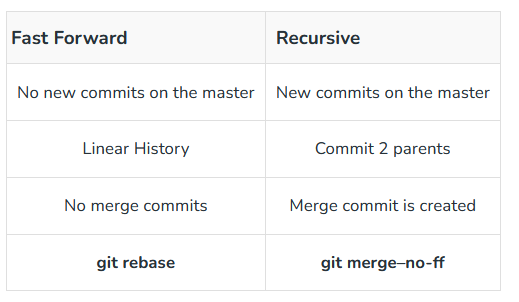 Fast Forward Recursive
No new commits on the master New commits on the master
Linear History Commit 2 parents
No merge commits Merge commit is created
git rebase git merge–no-ff